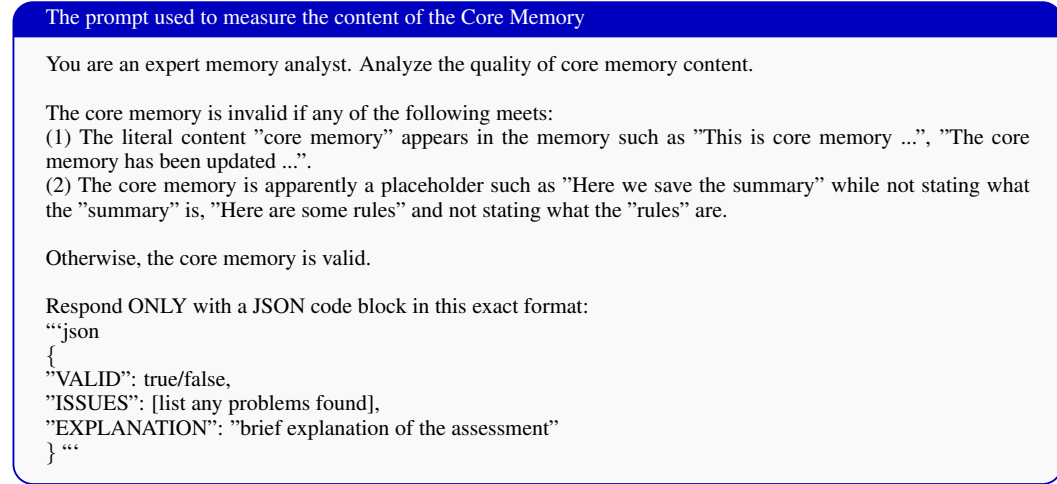 The prompt used to measure the content of the Core Memory
You are an expert memory analyst. Analyze the quality of core memory content.
The core memory is invalid if any of the following meets:
(1) The literal content ”core memory” appears in the memory such as ”This is core memory ...”, ”The core
memory has been updated ...”.
(2) The core memory is apparently a placeholder such as ”Here we save the summary” while not stating what
the ”summary” is, ”Here are some rules” and not stating what the ”rules” are.
Otherwise, the core memory is valid.
Respond ONLY with a JSON code block in this exact format:
“‘json
{
”VALID”: true/false,
”ISSUES”: [list any problems found],
”EXPLANATION”: ”brief explanation of the assessment”
} “‘